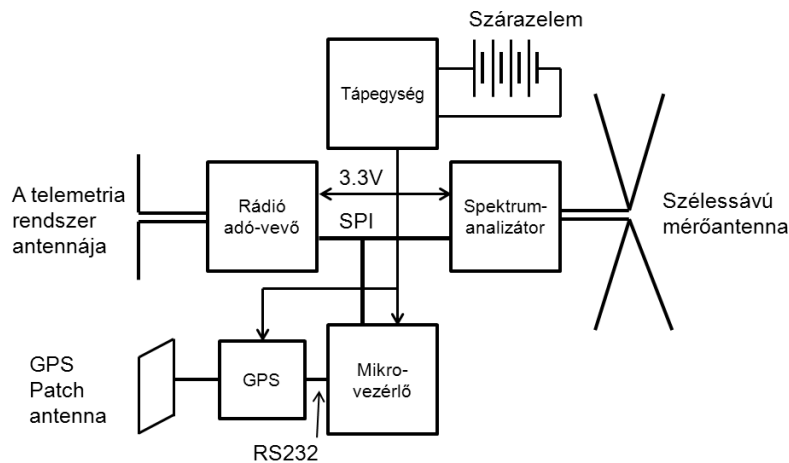 Szárazelem
Tápegység
A telemetria
rendszer
antennája
Rádió
adó-vevő
3.3V
SPI
Spektrum-
analizátor
Szélessávú
mérőantenna
GPS
Patch
antenna
GPS
Mikro-
vezérlő
RS232